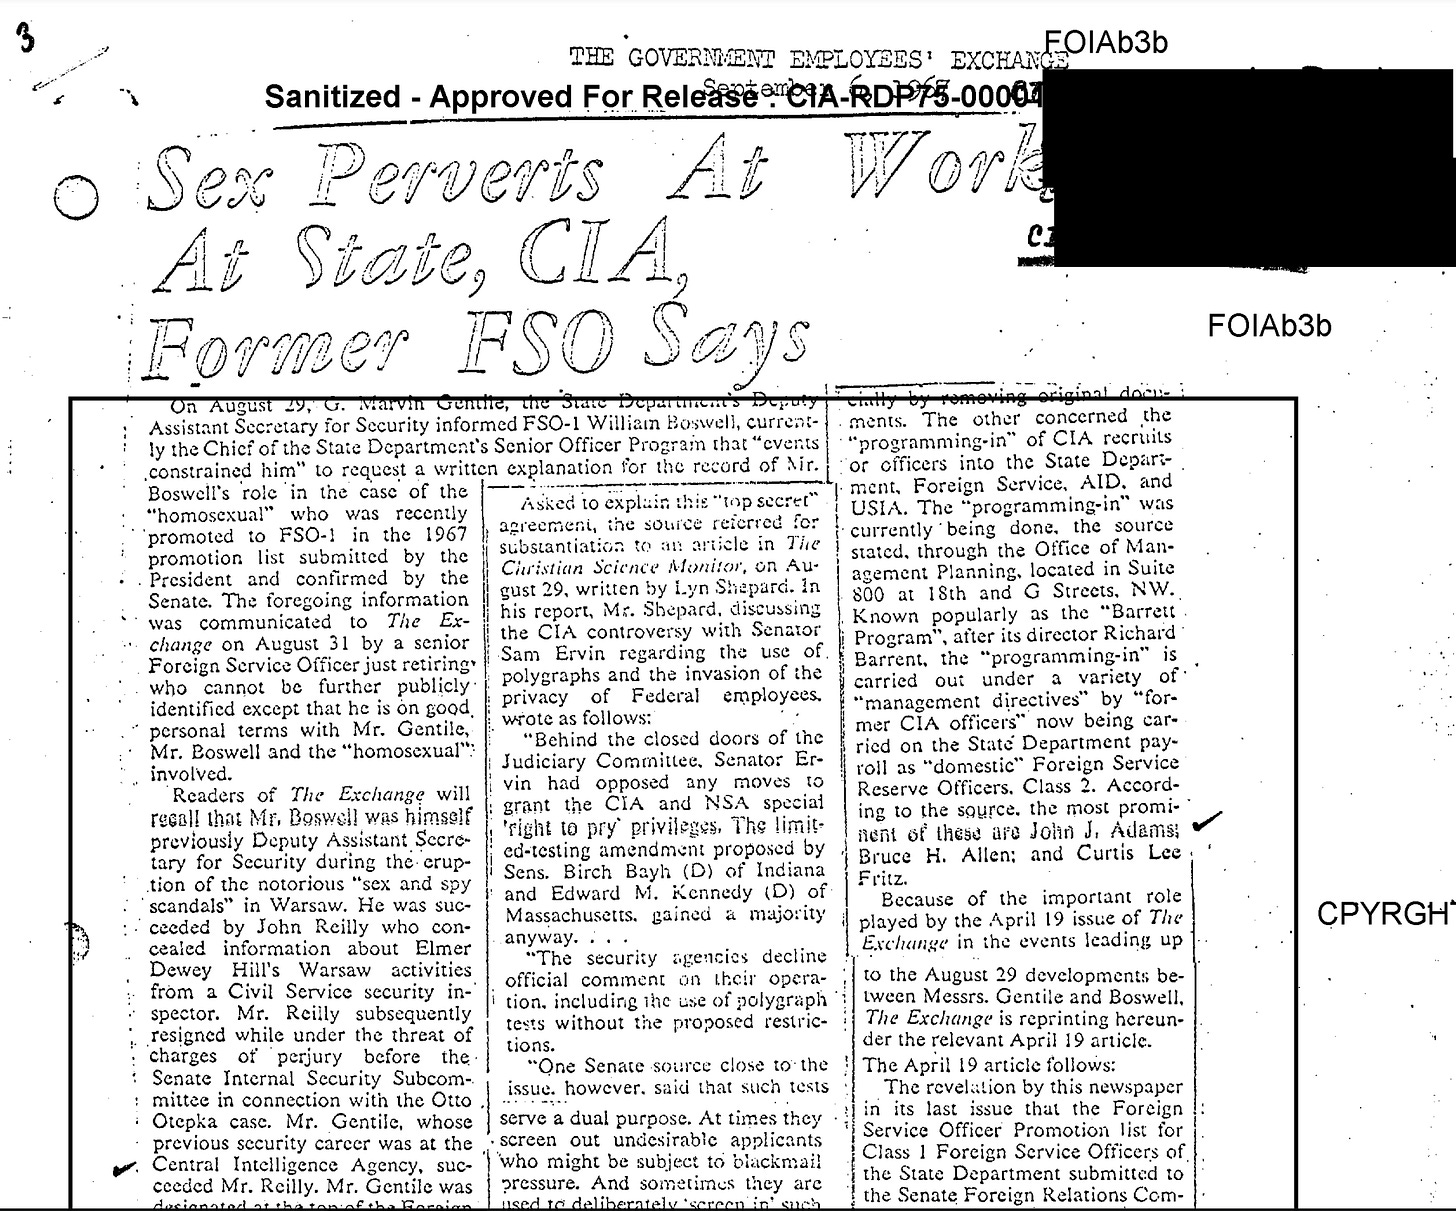 3
THE GOVERNMENT EMPLOYEES' EXCHANGE
FOIAb3b
September 6, 1967
Sanitized - Approved For Release : CIA-RDP75-00001
Sex Perverts At Work
At State, CIA,
Former FSO Says
FOIAb3b
CPYRGHT
On August 29, G. Marvin Gentile, the State Department's Deputy
Assistant Secretary for Security informed FSO-1 William Boswell, current-
ly the Chief of the State Department's Senior Officer Program that "events
constrained him" to request a written explanation for the record of Mr.
Boswell's role in the case of the
"homosexual" who was recently
promoted to FSO-1 in the 1967
promotion list submitted by the
President and confirmed by the
Senate. The foregoing information
was communicated to The Ex-
change on August 31 by a senior
Foreign Service Officer just retiring
who cannot be further publicly
identified except that he is on good
personal terms with Mr. Gentile,
Mr. Boswell and the "homosexual"
involved.
Readers of The Exchange will
recall that Mr. Boswell was himself
previously Deputy Assistant Secre-
tary for Security during the erup-
tion of the notorious "sex and spy
scandals" in Warsaw. He was suc-
ceeded by John Reilly who con-
cealed information about Elmer
Dewey Hill's Warsaw activities
from a Civil Service security in-
spector. Mr. Reilly subsequently
resigned while under the threat of
charges of perjury before the
Senate Internal Security Subcom-
mittee in connection with the Otto
Otepka case. Mr. Gentile, whose
previous security career was at the
Central Intelligence Agency, suc-
ceeded Mr. Reilly. Mr. Gentile was
designated at the top of the Foreign
Asked to explain this "top secret"
agreement, the source referred for
substantiation to an article in The
Christian Science Monitor, on Au-
gust 29, written by Lyn Shepard. In
his report, Mr. Shepard, discussing
the CIA controversy with Senator
Sam Ervin regarding the use of
polygraphs and the invasion of the
privacy of Federal employees,
wrote as follows:
"Behind the closed doors of the
Judiciary Committee, Senator Er-
vin had opposed any moves to
grant the CIA and NSA special
'right to pry' privileges. The limit-
ed-testing amendment proposed by
Sens. Birch Bayh (D) of Indiana
and Edward M. Kennedy (D) of
Massachusetts, gained a majority
anyway. . . .
"The security agencies decline
official comment on their opera-
tion, including the use of polygraph
tests without the proposed restric-
tions.
"One Senate source close to the
issue, however, said that such tests
serve a dual purpose. At times they
screen out undesirable applicants
who might be subject to blackmail
pressure. And sometimes they are
used to deliberately 'screen in' such
cially by removing original docu-
ments. The other concerned the
"programming-in" of CIA recruits
or officers into the State Depart-
ment, Foreign Service, AID, and
USIA. The "programming-in" was
currently being done, the source
stated, through the Office of Man-
agement Planning, located in Suite
800 at 18th and G Streets, NW.
Known popularly as the "Barrett
Program", after its director Richard
Barrent, the "programming-in" is
carried out under a variety of
"management directives" by "for-
mer CIA officers" now being car-
ried on the State Department pay-
roll as "domestic" Foreign Service
Reserve Officers, Class 2. Accord-
ing to the source, the most promi-
nent of these are John J. Adams;
Bruce H. Allen; and Curtis Lee
Fritz.
Because of the important role
played by the April 19 issue of The
Exchange in the events leading up
to the August 29 developments be-
tween Messrs. Gentile and Boswell,
The Exchange is reprinting hereun-
der the relevant April 19 article.
The April 19 article follows:
The revelation by this newspaper
in its last issue that the Foreign
Service Officer Promotion list for
Class 1 Foreign Service Officers of
the State Department submitted to
the Senate Foreign Relations Com-